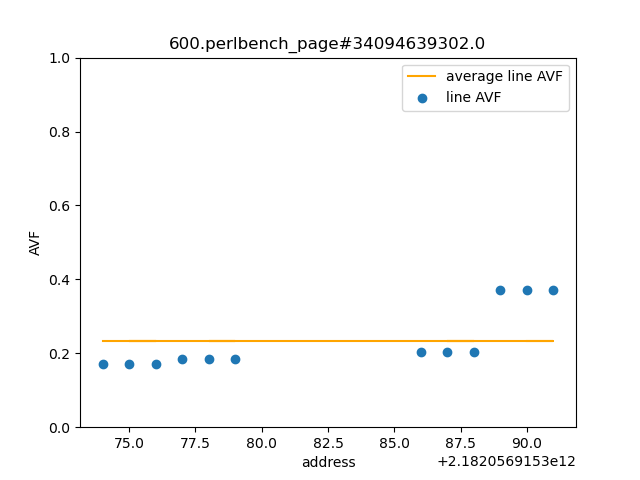 600.perlbench_page#34094639302.0
average line AVF
line AVF
AVF
1.0
0.8
0.6
0.4
0.2
0.0
75.0 77.5 80.0 82.5 85.0 87.5 90.0
address
+2.1820569153e12